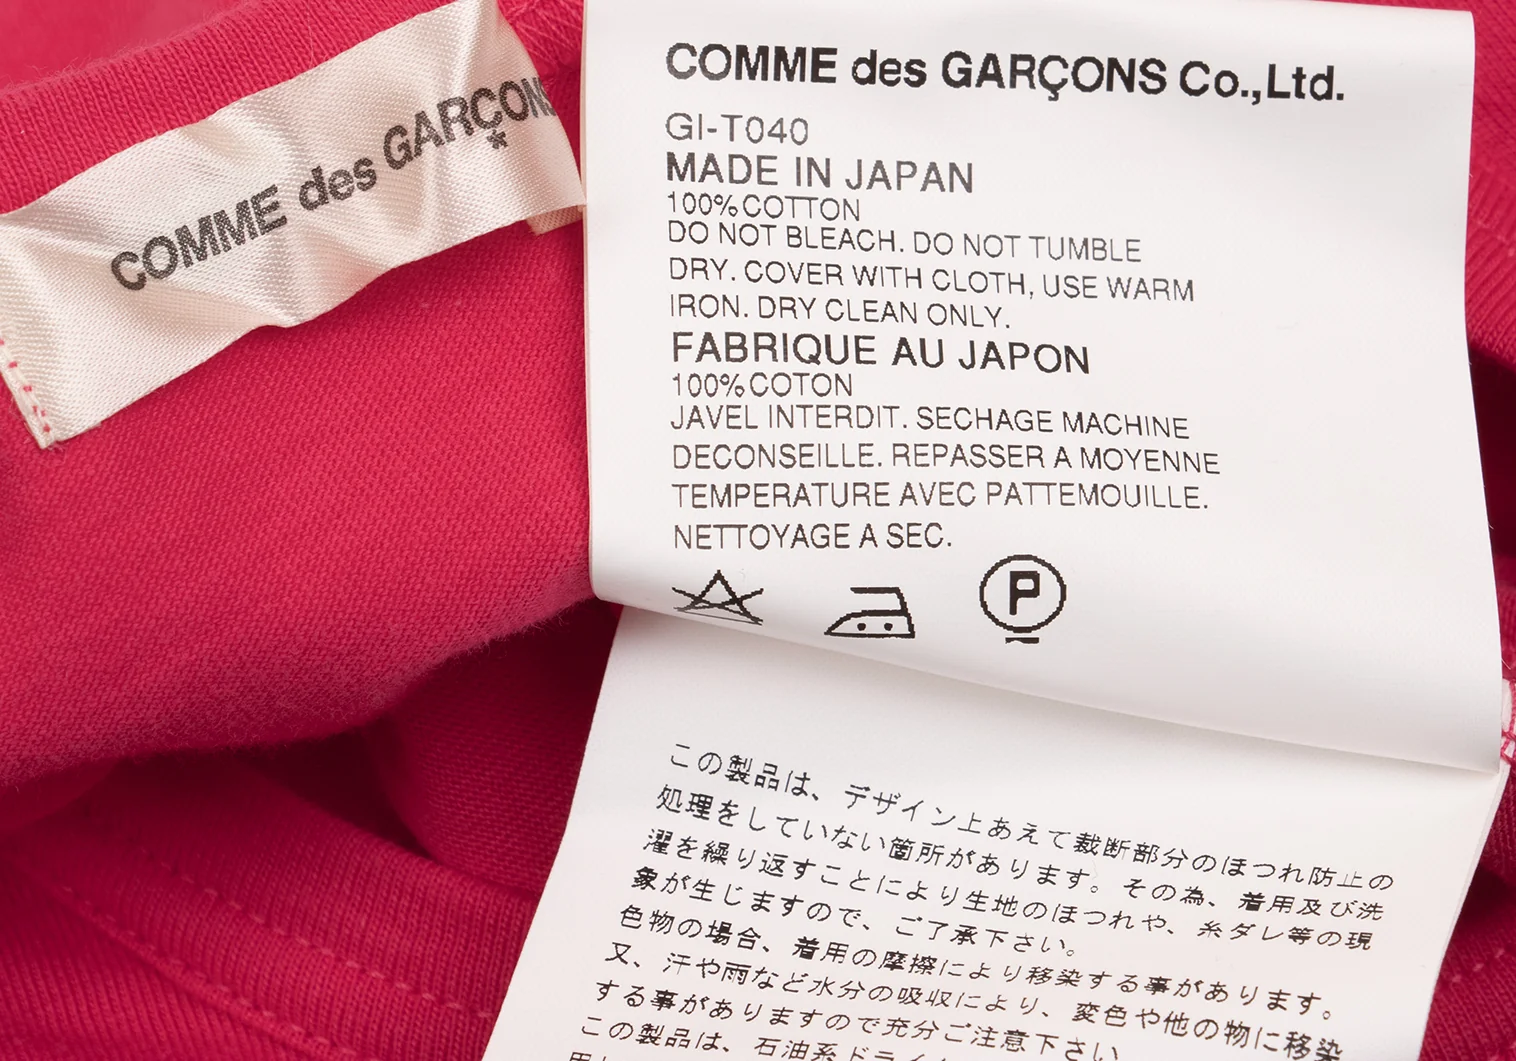 COMME des GARÇONS
*
COMME des GARÇONS Co.,Ltd.
GI-T040
MADE IN JAPAN
100%COTTON
DO NOT BLEACH. DO NOT TUMBLE
DRY. COVER WITH CLOTH, USE WARM
IRON. DRY CLEAN ONLY.
FABRIQUE AU JAPON
100%COTON
JAVEL INTERDIT. SECHAGE MACHINE
DECONSEILLE. REPASSER A MOYENNE
TEMPERATURE AVEC PATTEMOUILLE.
NETTOYAGE A SEC.
P
この製品は、デザイン上あえて裁断部分のほつれ防止の
処理をしていない箇所があります。その為、着用及び洗
濯を繰り返すことにより生地のほつれや、糸ダレ等の現
象が生じますので、ご了承下さい。
色物の場合、着用の摩擦により移染する事があります。
又、汗や雨など水分の吸収により、変色や他の物に移染
する事がありますので充分ご注意下さい
この製品は、石油系ドライ